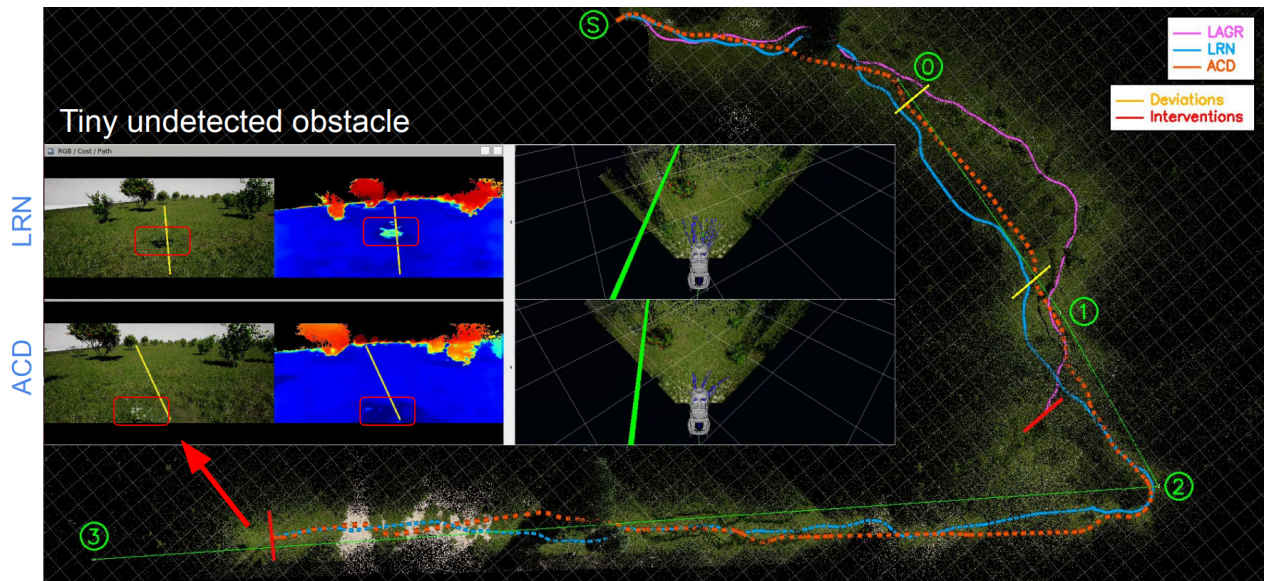 S
LAGR
LRN
ACD
0
Deviations
Interventions
Tiny undetected obstacle
RGB / Cost / Path
LRN
1
ACD
2
3